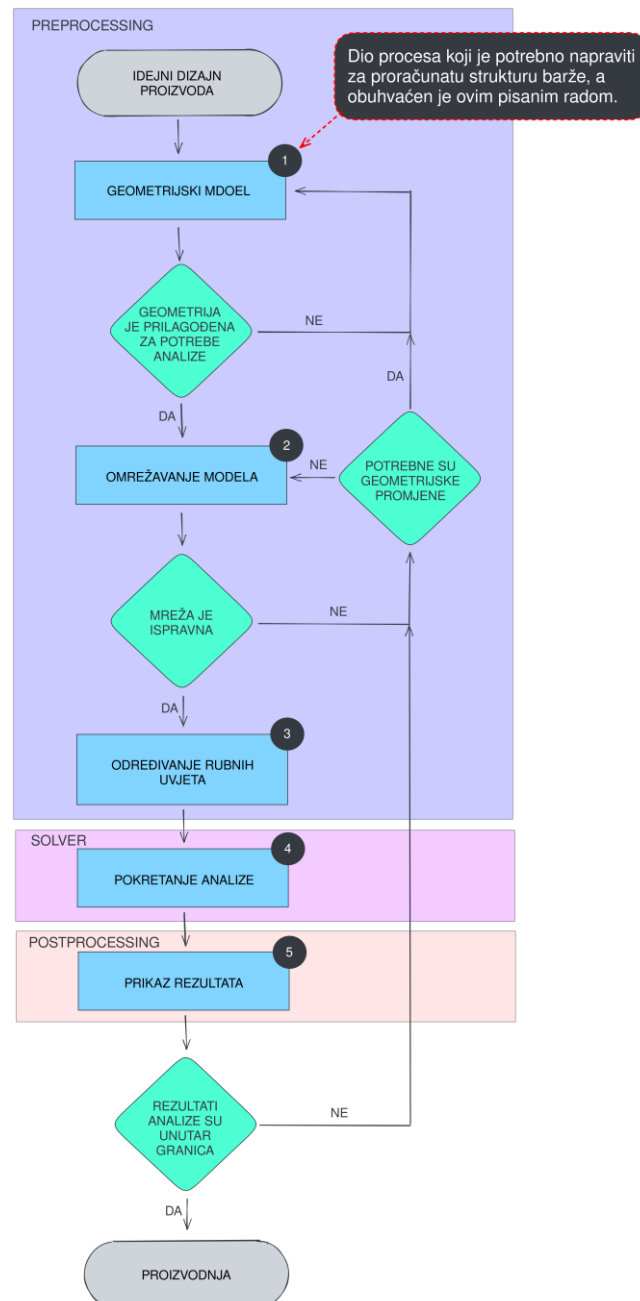 PREPROCESSING
Dio procesa koji je potrebno napraviti
za proračunatu strukturu barže, a
obuhvaćen je ovim pisanim radom.
IDEJNI DIZAJN
PROIZVODA
1
GEOMETRIJSKI MDOEL
GEOMETRIJA
JE PRILAGOĐENA
ZA POTREBE
ANALIZE
NE
DA
DA
2
OMREŽAVANJE MODELA
NE
POTREBNE SU
GEOMETRIJSKE
PROMJENE
MREŽA JE
ISPRAVNA
NE
DA
3
ODREĐIVANJE RUBNIH
UVJETA
SOLVER
4
POKRETANJE ANALIZE
POSTPROCESSING
5
PRIKAZ REZULTATA
REZULTATI
ANALIZE SU
UNUTAR
GRANICA
NE
DA
PROIZVODNJA